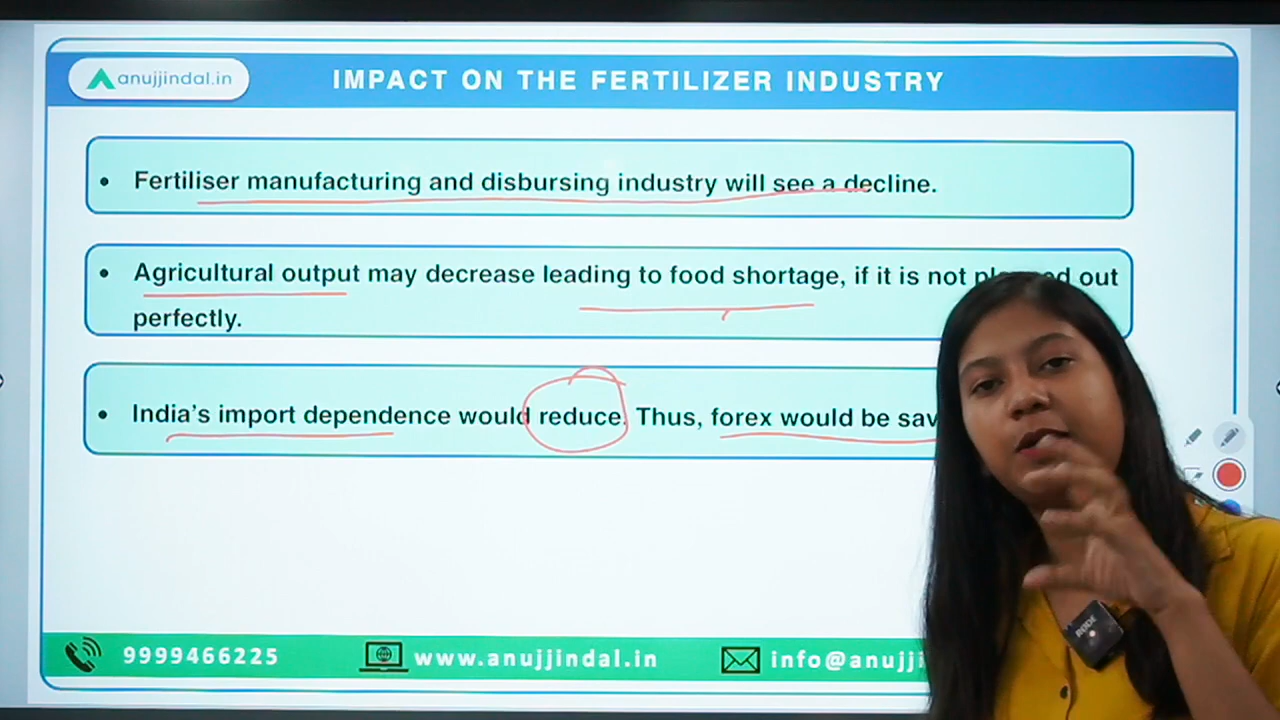 anujjindal.in
IMPACT ON THE FERTILIZER INDUSTRY
• Fertiliser manufacturing and disbursing industry will see a decline.
• Agricultural output may decrease leading to food shortage, if it is not out
perfectly.
• India's import dependence would reduce. Thus, forex would be
9999466225
www.anujjindal.in
RODE